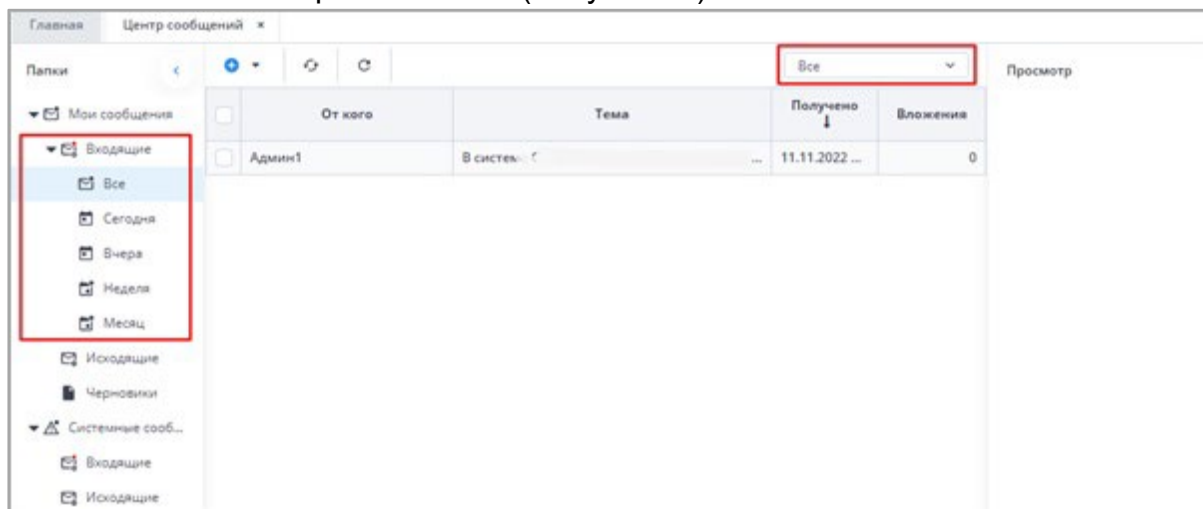 Главная Центр сообщений ×
Папки Все Просмотр
Мои сообщения От кого Тема Получено Вложения
Входящие Админ1 ... 11.11.2022 ... 0
Все
Сегодня
Вчера
Неделя
Месяц
Исходящие
Черновики
Системные сооб...
Входящие
Исходящие